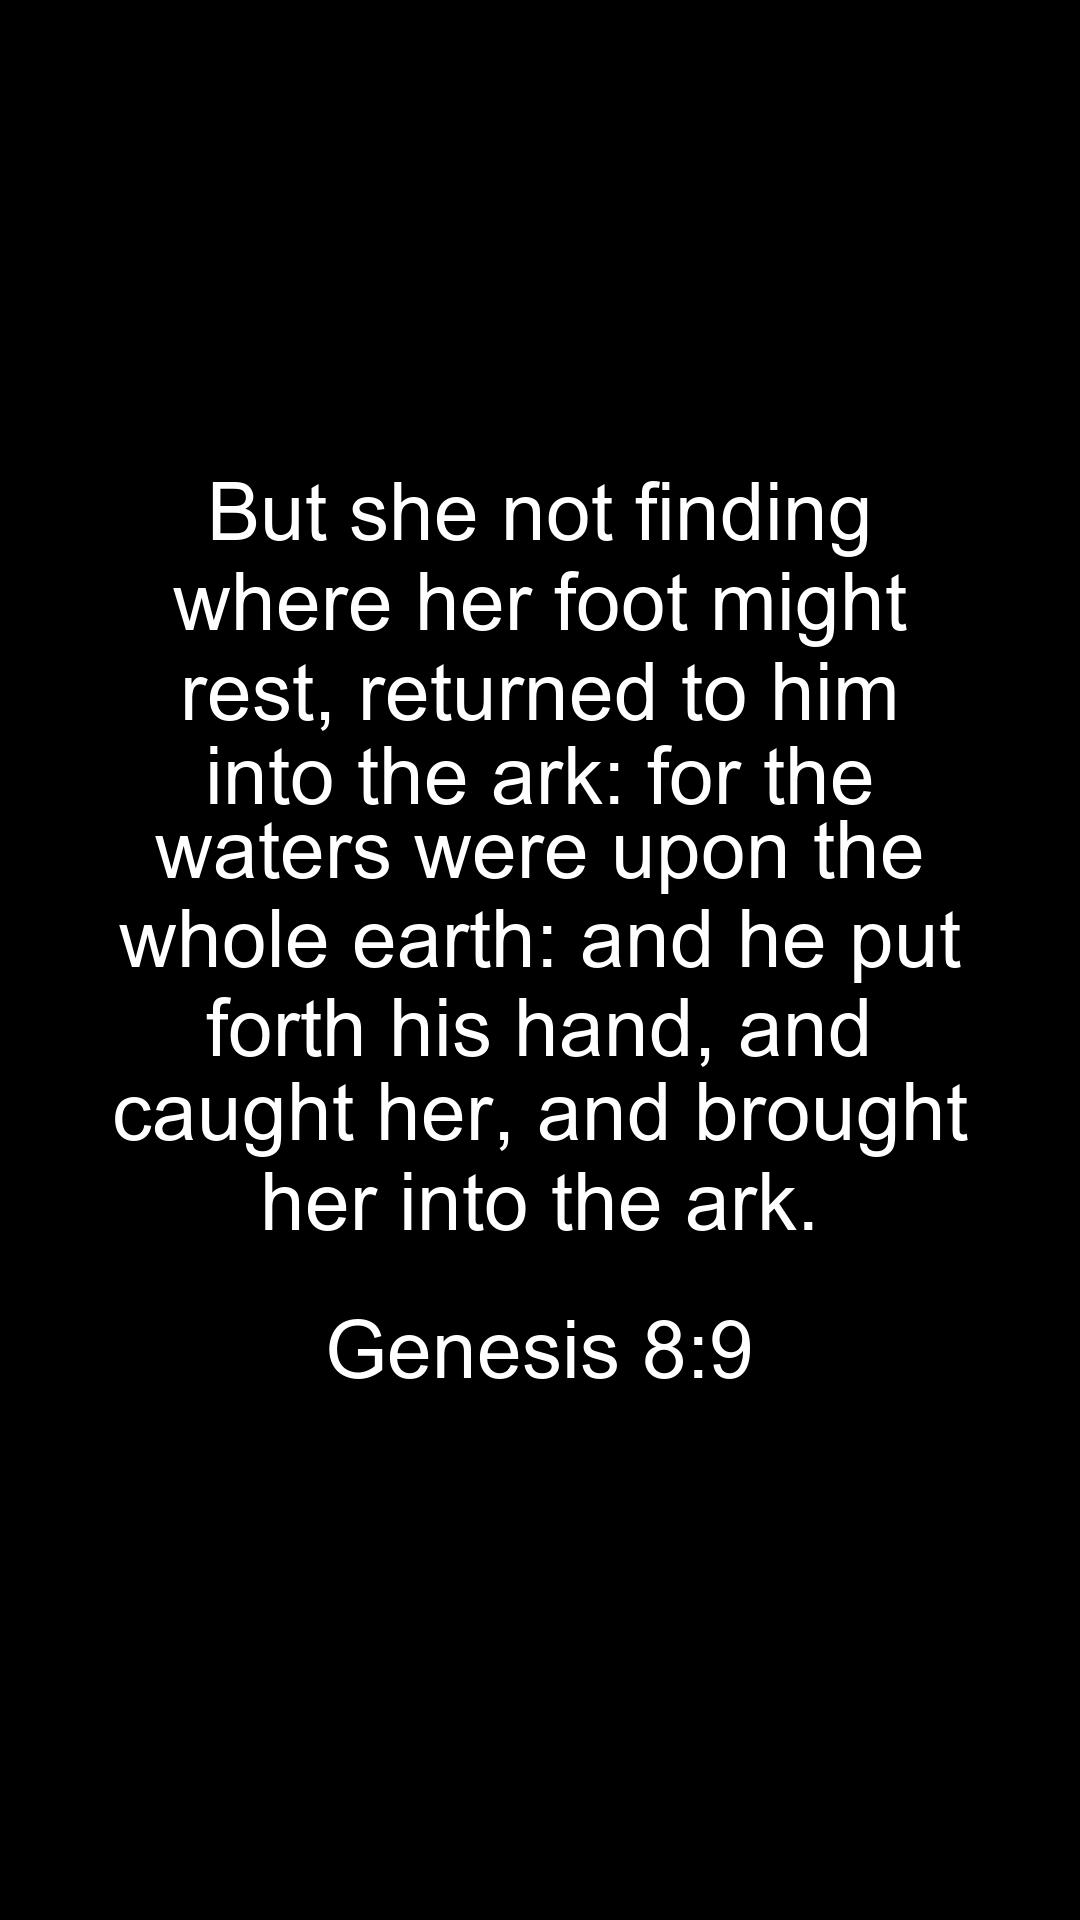 But she not finding
where her foot might
rest, returned to him
into the ark: for the
waters were upon the
whole earth: and he put
forth his hand, and
caught her, and brought
her into the ark.
Genesis 8:9